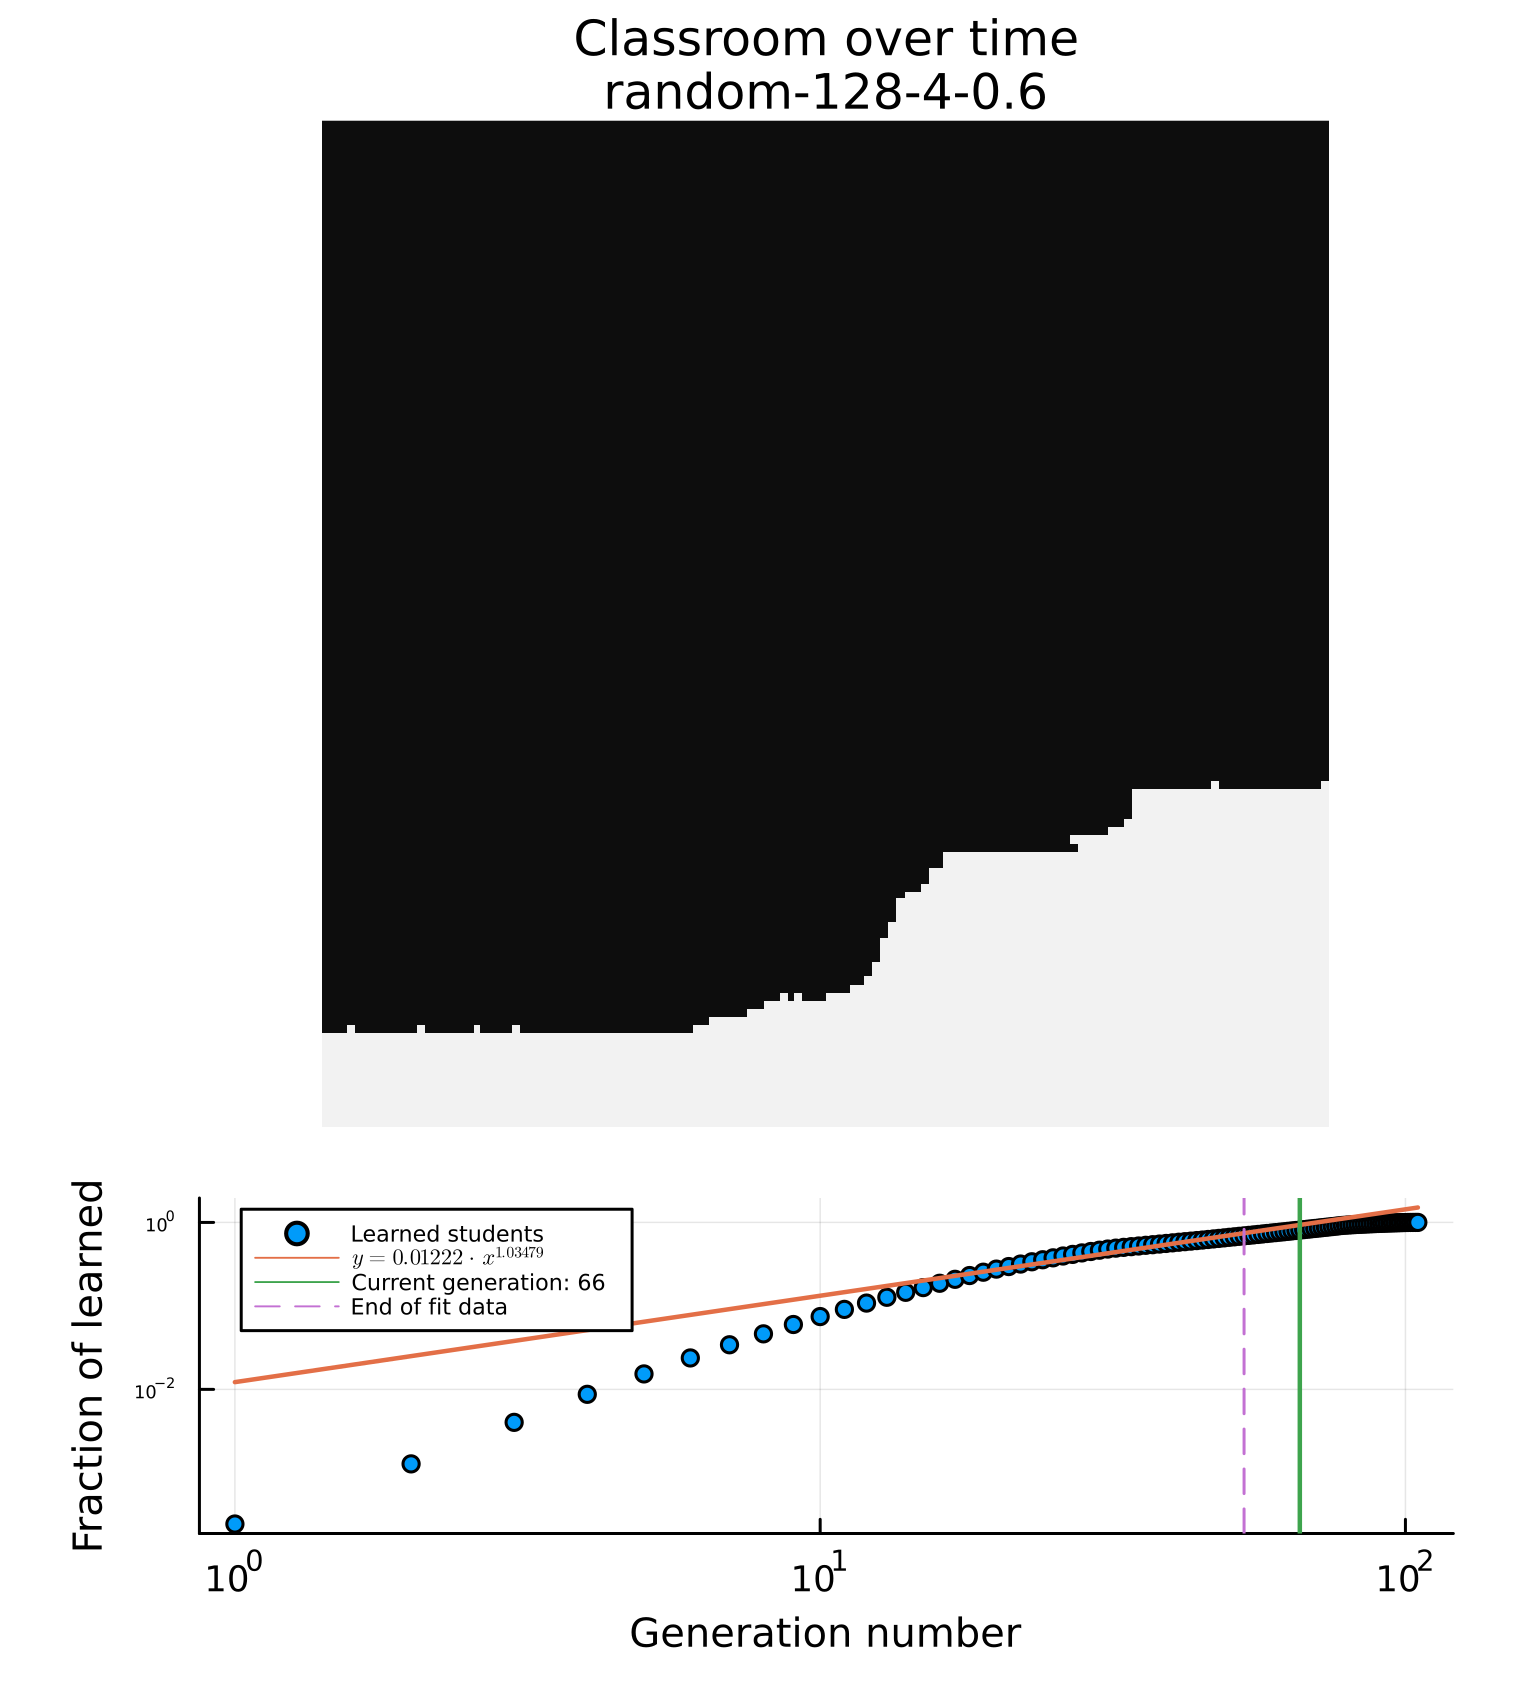 Classroom over time
random-128-4-0.6
Fraction of learned
10^0
10^-2
Learned students
y = 0.01222 · x^1.03479
Current generation: 66
End of fit data
10^0
10^1
10^2
Generation number